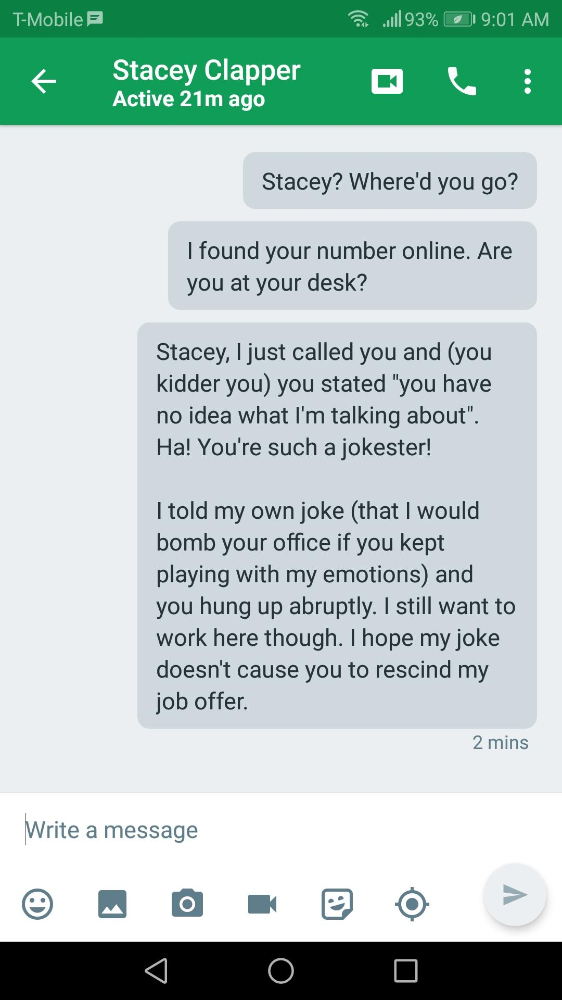 T-Mobile 93% 9:01 AM
Stacey Clapper
Active 21m ago
Stacey? Where'd you go?
I found your number online. Are
you at your desk?
Stacey, I just called you and (you
kidder you) you stated "you have
no idea what I'm talking about".
Ha! You're such a jokester!
I told my own joke (that I would
bomb your office if you kept
playing with my emotions) and
you hung up abruptly. I still want to
work here though. I hope my joke
doesn't cause you to rescind my
job offer.
2 mins
Write a message